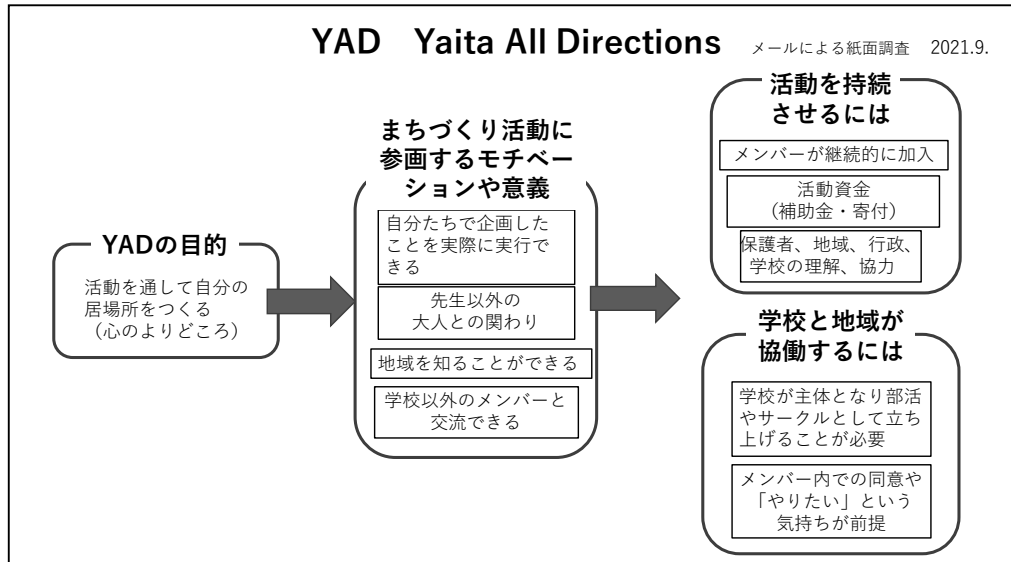 YAD Yaita All Directions メールによる紙面調査 2021.9.
YADの目的
活動を通して自分の
居場所をつくる
（心のよりどころ）
まちづくり活動に
参画するモチベー
ションや意義
自分たちで企画した
ことを実際に実行で
きる
先生以外の
大人との関わり
地域を知ることができる
学校以外のメンバーと
交流できる
活動を持続
させるには
メンバーが継続的に加入
活動資金
（補助金・寄付）
保護者、地域、行政、
学校の理解、協力
学校と地域が
協働するには
学校が主体となり部活
やサークルとして立ち
上げることが必要
メンバー内での同意や
「やりたい」という
気持ちが前提